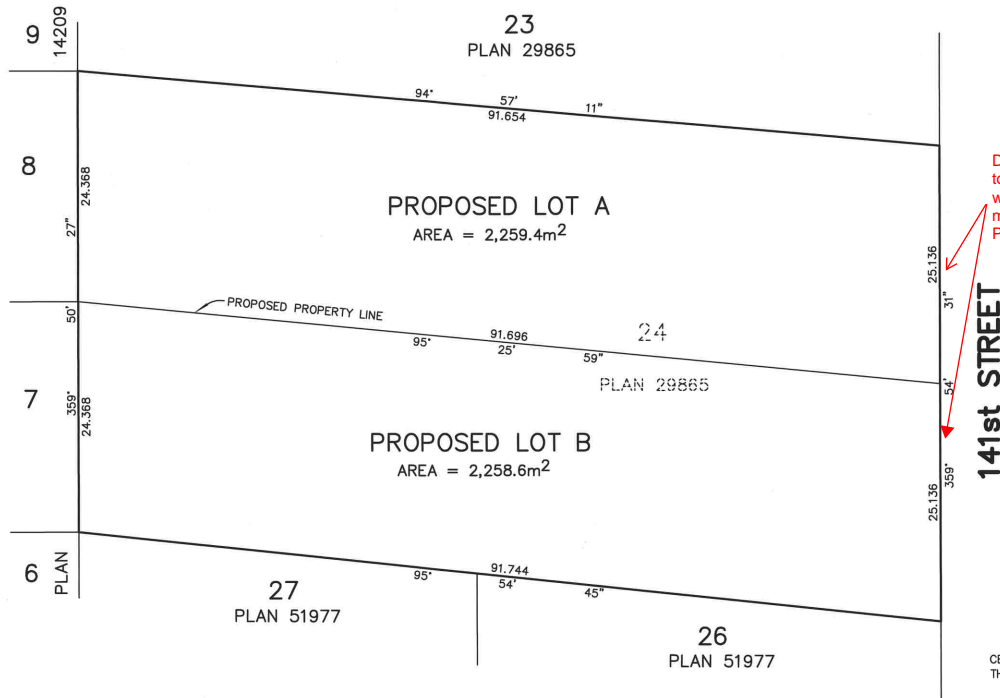 9
14209
23
PLAN 29865
94° 57' 11"
91.654
8
24.368
27"
PROPOSED LOT A
AREA = 2,259.4m²
25.136
31"
D
to
w
m
P
50'
PROPOSED PROPERTY LINE
91.696
95° 25' 59"
24
PLAN 29865
54'
141st STREET
7
359°
24.368
PROPOSED LOT B
AREA = 2,258.6m²
359°
25.136
6
PLAN
91.744
95° 54' 45"
27
PLAN 51977
26
PLAN 51977
TH